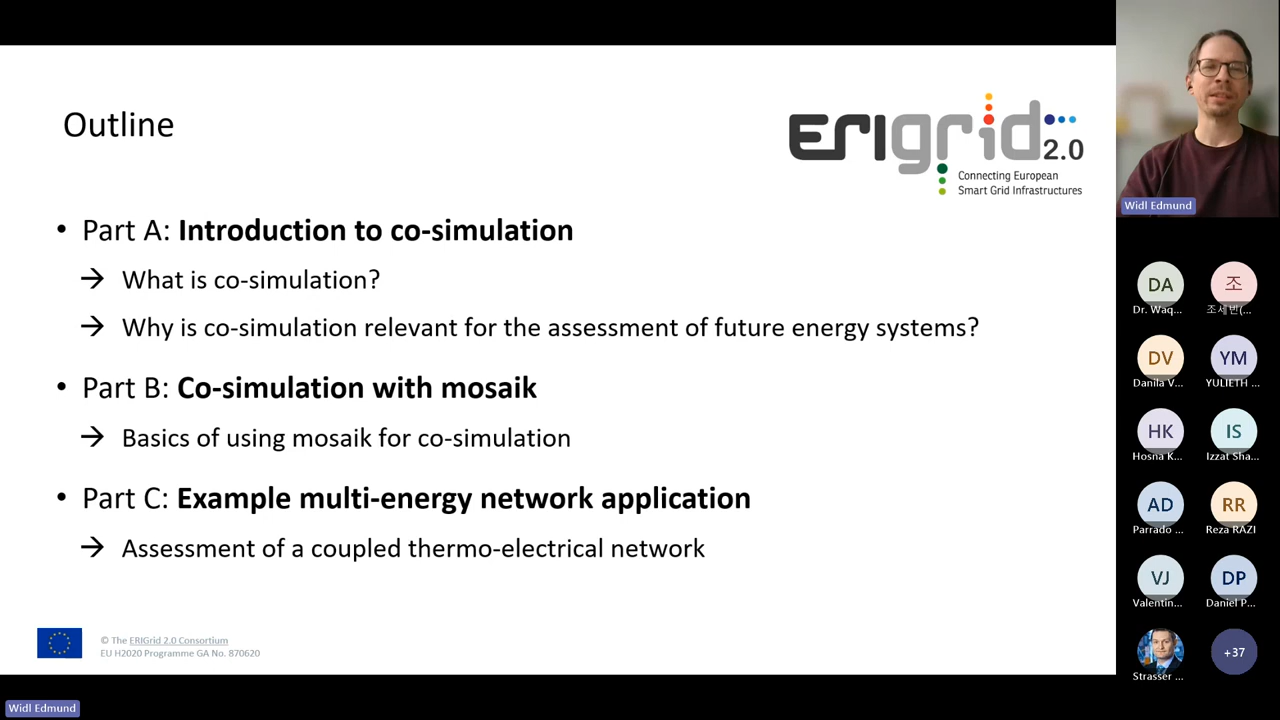 Outline
ERIgrid 2.0
Connecting European
Smart Grid Infrastructures
• Part A: Introduction to co-simulation
→ What is co-simulation?
→ Why is co-simulation relevant for the assessment of future energy systems?
• Part B: Co-simulation with mosaik
→ Basics of using mosaik for co-simulation
• Part C: Example multi-energy network application
→ Assessment of a coupled thermo-electrical network
© The ERIGrid 2.0 Consortium
EU H2020 Programme GA No. 870620
Widl Edmund
Widl Edmund
DA
조
Dr. Waq...
조세빈(...
DV
YM
Danila V...
YULIETH ...
HK
IS
Hosna K...
Izzat Sha...
AD
RR
Parrado ...
Reza RAZI
VJ
DP
Valentin...
Daniel P...
+37
Strasser ...